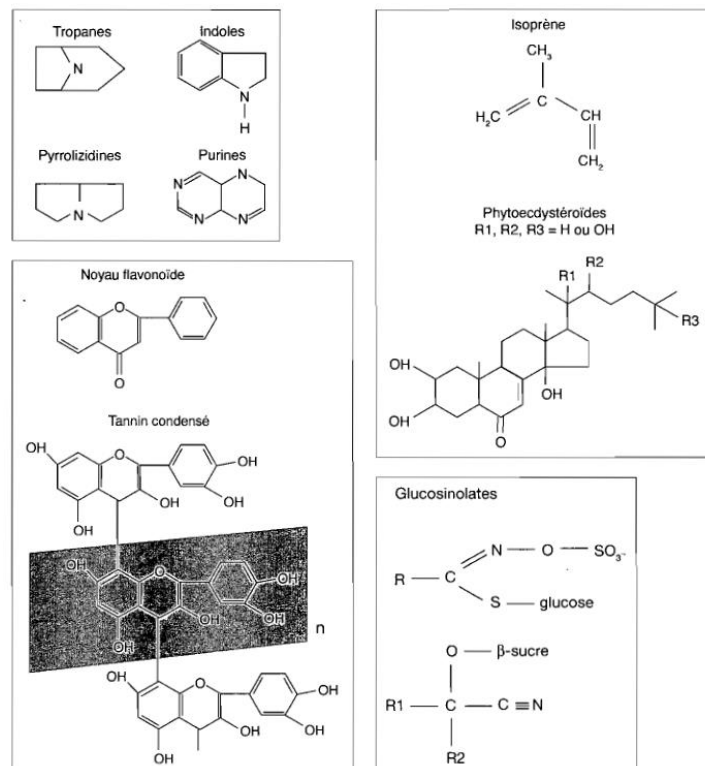 Tropanes
Indoles
N
N
H
Pyrrolizidines
Purines
N
N
N
N
N
Noyau flavonoïde
O
O
Tannin condensé
OH
O
OH
OH
OH
OH
OH
O
OH
OH
OH
OH
n
OH
O
OH
OH
OH
OH
Isoprène
CH₃
H₂C
C
CH
CH₂
Phytoecdystéroïdes
R1, R2, R3 = H ou OH
R1
R2
R3
OH
OH
OH
O
Glucosinolates
N
O
SO₃⁻
R
C
S
glucose
O
β-sucre
R1
C
C≡N
R2